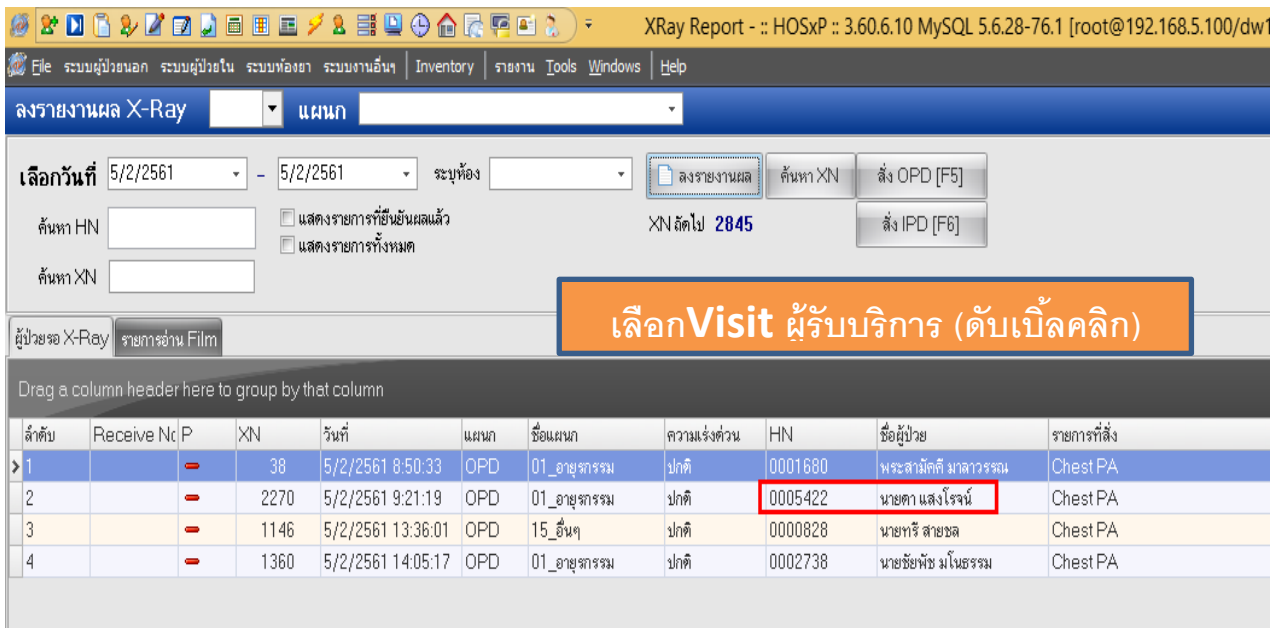 XRay Report - :: HOSxP :: 3.60.6.10 MySQL 5.6.28-76.1 [root@192.168.5.100/dw1
File ระบบผู้ป่วยนอก ระบบผู้ป่วยใน ระบบห้องยา ระบบงานอื่นๆ Inventory รายงาน Tools Windows Help
ลงรายงานผล X-Ray แผนก
เลือกวันที่ 5/2/2561 - 5/2/2561 ระบุห้อง ลงรายงานผล ค้นหา XN สั่ง OPD [F5]
ค้นหา HN แสดงรายการที่ยืนยันผลแล้ว XN ถัดไป 2845 สั่ง IPD [F6]
แสดงรายการทั้งหมด
ค้นหา XN
เลือกVisit ผู้รับบริการ (ดับเบิ้ลคลิก)
ผู้ป่วยรอ X-Ray รายการอ่าน Film
Drag a column header here to group by that column
ลำดับ Receive No P XN วันที่ แผนก ชื่อแผนก ความเร่งด่วน HN ชื่อผู้ป่วย รายการที่สั่ง
1 38 5/2/2561 8:50:33 OPD 01_อายุรกรรม ปกติ 0001680 พระสามัคคี มาลาวรรณ Chest PA
2 2270 5/2/2561 9:21:19 OPD 01_อายุรกรรม ปกติ 0005422 นายตา แสงโรจน์ Chest PA
3 1146 5/2/2561 13:36:01 OPD 15_อื่นๆ ปกติ 0000828 นายทรี สายชล Chest PA
4 1360 5/2/2561 14:05:17 OPD 01_อายุรกรรม ปกติ 0002738 นายชัยพัช มโนธรรม Chest PA